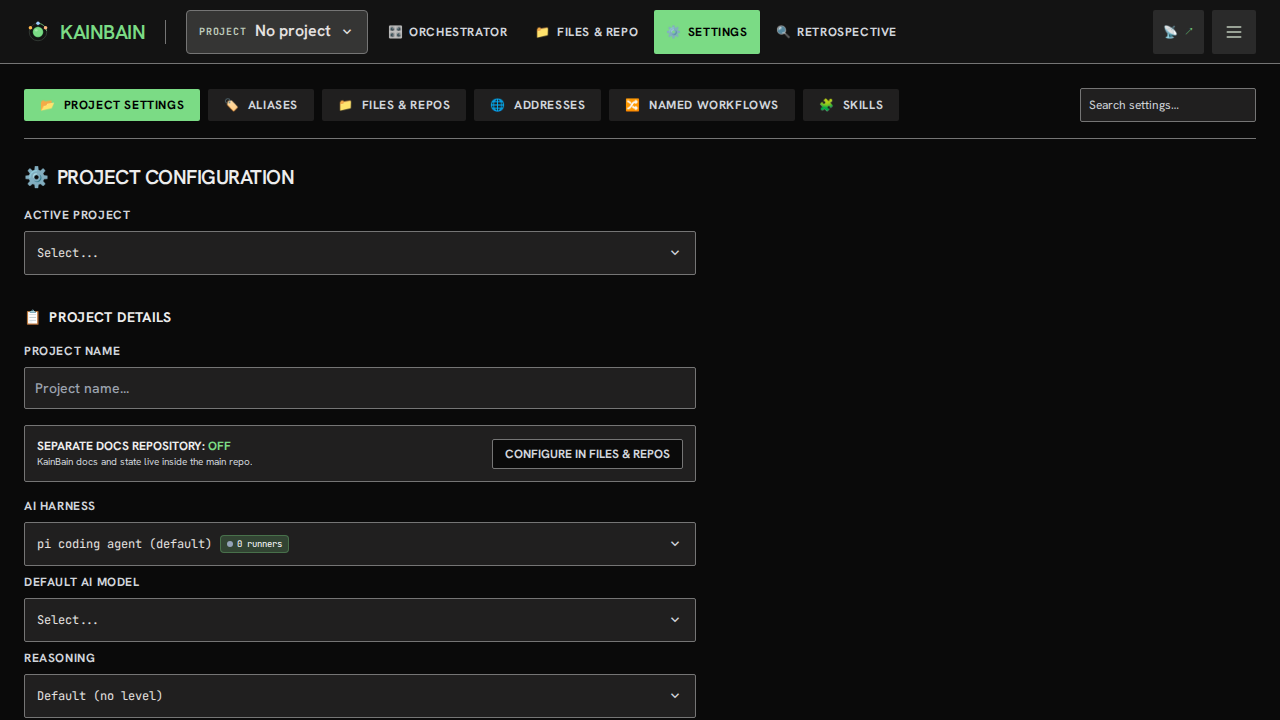 KAINBAIN
PROJECT No project
ORCHESTRATOR
FILES & REPO
SETTINGS
RETROSPECTIVE
PROJECT SETTINGS
ALIASES
FILES & REPOS
ADDRESSES
NAMED WORKFLOWS
SKILLS
Search settings...
PROJECT CONFIGURATION
ACTIVE PROJECT
Select...
PROJECT DETAILS
PROJECT NAME
Project name...
SEPARATE DOCS REPOSITORY: OFF
KainBain docs and state live inside the main repo.
CONFIGURE IN FILES & REPOS
AI HARNESS
pi coding agent (default) 0 runners
DEFAULT AI MODEL
Select...
REASONING
Default (no level)